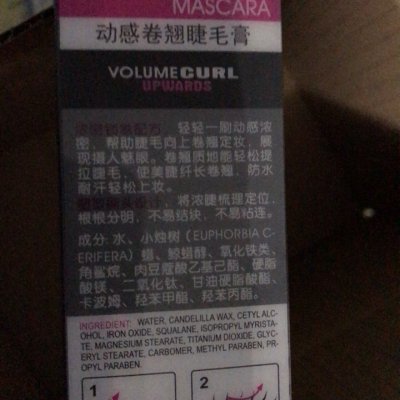 MASCARA
动感卷翘睫毛膏
VOLUMECURL
UPWARDS
轻轻一刷动感浓
密，帮助睫毛向上卷翘定妆，展
现摄人魅眼。卷翘质地能轻松提
拉睫毛，使美睫纤长卷翘，防水
耐汗轻松上妆。
将浓睫梳理定位，
根根分明，不易结块，不易粘连。
成分：水、小烛树（EUPHORBIA C-
ERIFERA）蜡、鲸蜡醇、氧化铁类、
角鲨烷、肉豆蔻酸乙基己酯、硬脂
酸镁、二氧化钛、甘油硬脂酸酯、
卡波姆、羟苯甲酯、羟苯丙酯。
INGREDIENT: WATER, CANDELILLA WAX, CETYL ALC-
OHOL, IRON OXIDE, SQUALANE, ISOPROPYL MYRISTA-
TE, MAGNESIUM STEARATE, TITANIUM DIOXIDE, GLYC-
ERYL STEARATE, CARBOMER, METHYL PARABEN, PR-
OPYL PARABEN.
1
2